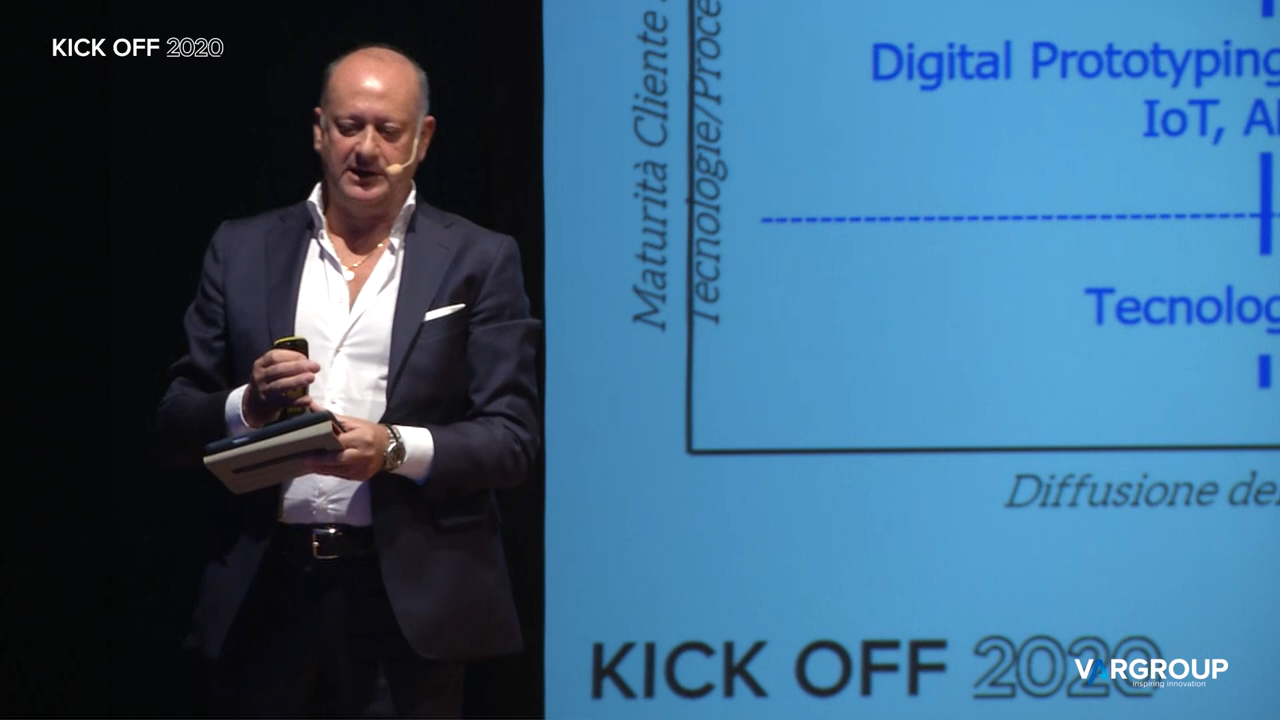 KICK OFF 2020
Maturità Cliente
Tecnologie/Proce
Digital Prototyping
IoT, AI
Tecnolog
Diffusione de
KICK OFF 2020
VARGROUP
Inspiring innovation